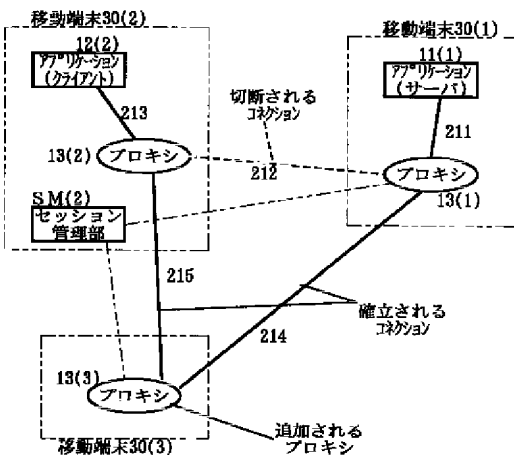 移動端末30(2)
12(2)
アプリケーション
(クライアント)
213
13(2)
プロキシ
SM(2)
セッション
管理部
切断される
コネクション
212
移動端末30(1)
11(1)
アプリケーション
(サーバ)
211
プロキシ
13(1)
215
214
確立される
コネクション
13(3)
プロキシ
移動端末30(3)
追加される
プロキシ